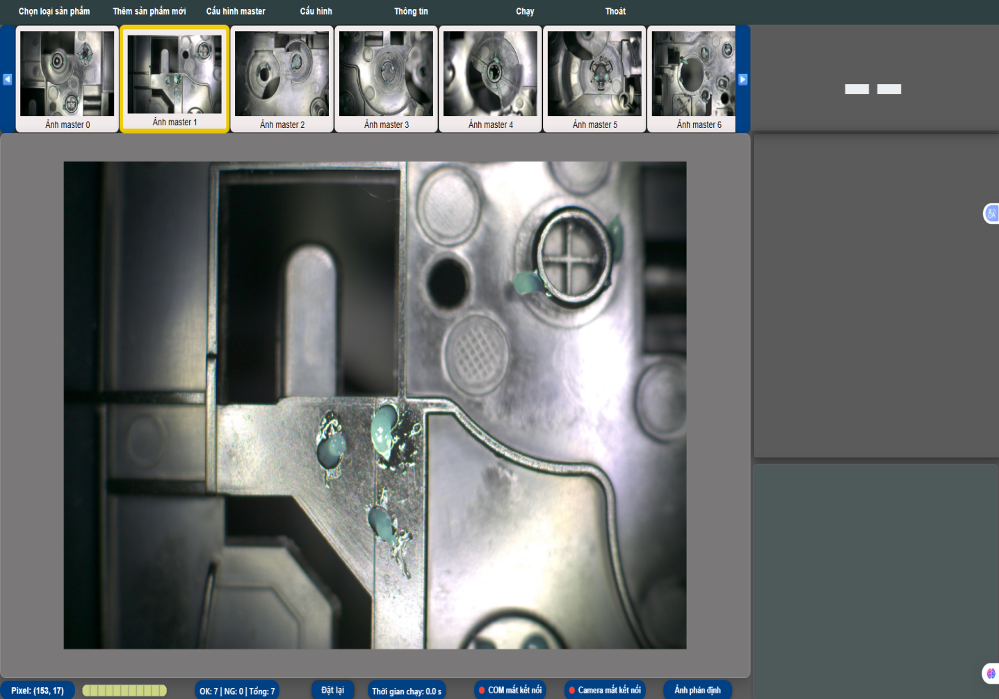 Chọn loại sản phẩm Thêm sản phẩm mới Cấu hình master Cấu hình Thông tin Chạy Thoát
Ảnh master 0 Ảnh master 1 Ảnh master 2 Ảnh master 3 Ảnh master 4 Ảnh master 5 Ảnh master 6
Pixel: (153, 17) OK: 7 | NG: 0 | Tổng: 7 Đặt lại Thời gian chạy: 0.0 s COM mất kết nối Camera mất kết nối Ảnh phán định